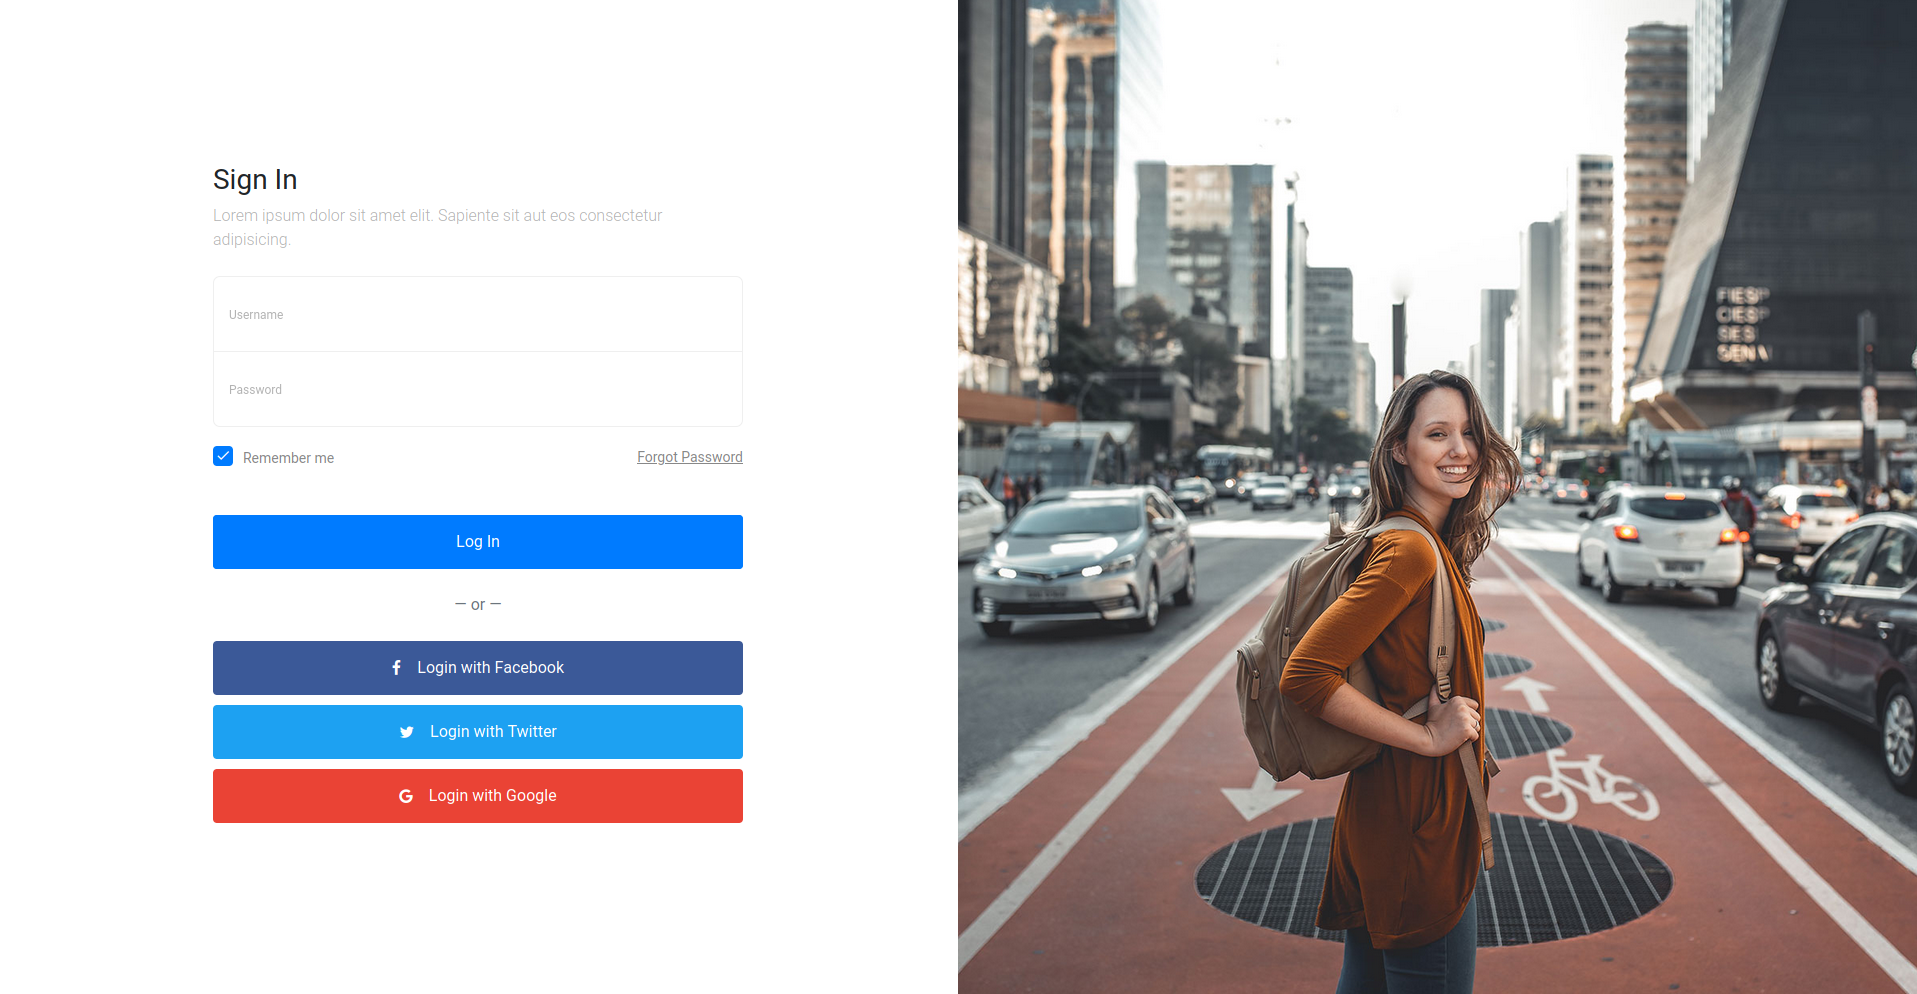 Sign In
Lorem ipsum dolor sit amet elit. Sapiente sit aut eos consectetur
adipisicing.
Username
Password
Remember me
Forgot Password
Log In
— or —
Login with Facebook
Login with Twitter
Login with Google
FIESP
CIESP
SESI
SENAI